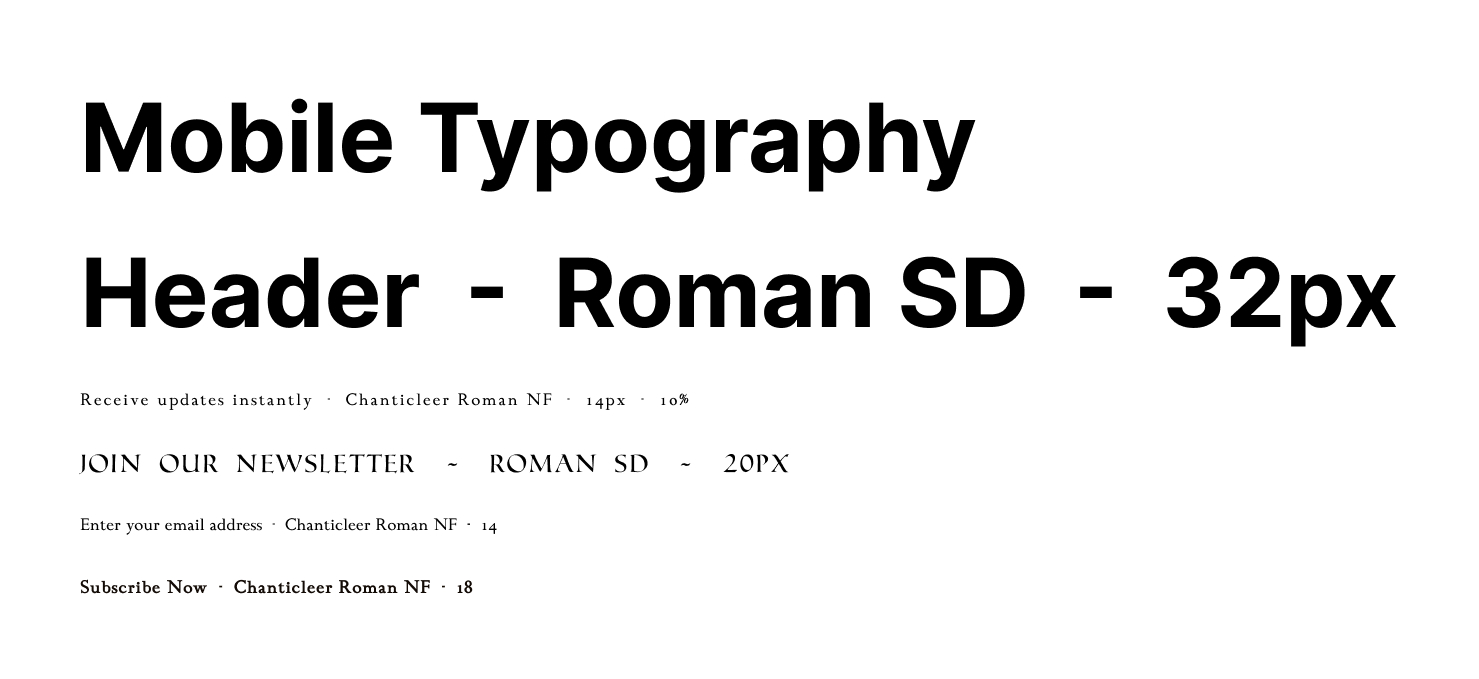 Mobile Typography
Header - Roman SD - 32px
Receive updates instantly - Chanticleer Roman NF - 14px - 10%
JOIN OUR NEWSLETTER - ROMAN SD - 20PX
Enter your email address - Chanticleer Roman NF - 14
Subscribe Now - Chanticleer Roman NF - 18